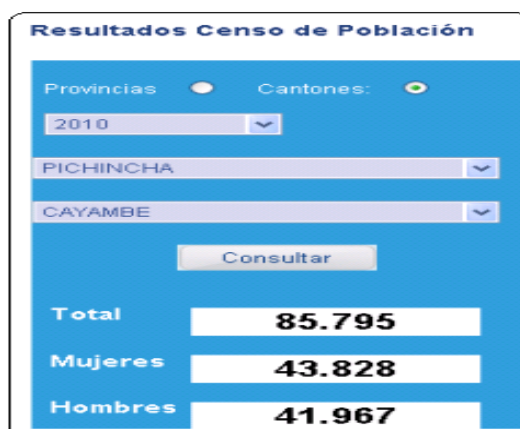 Resultados Censo de Población
Provincias Cantones:
2010
PICHINCHA
CAYAMBE
Consultar
Total 85.795
Mujeres 43.828
Hombres 41.967